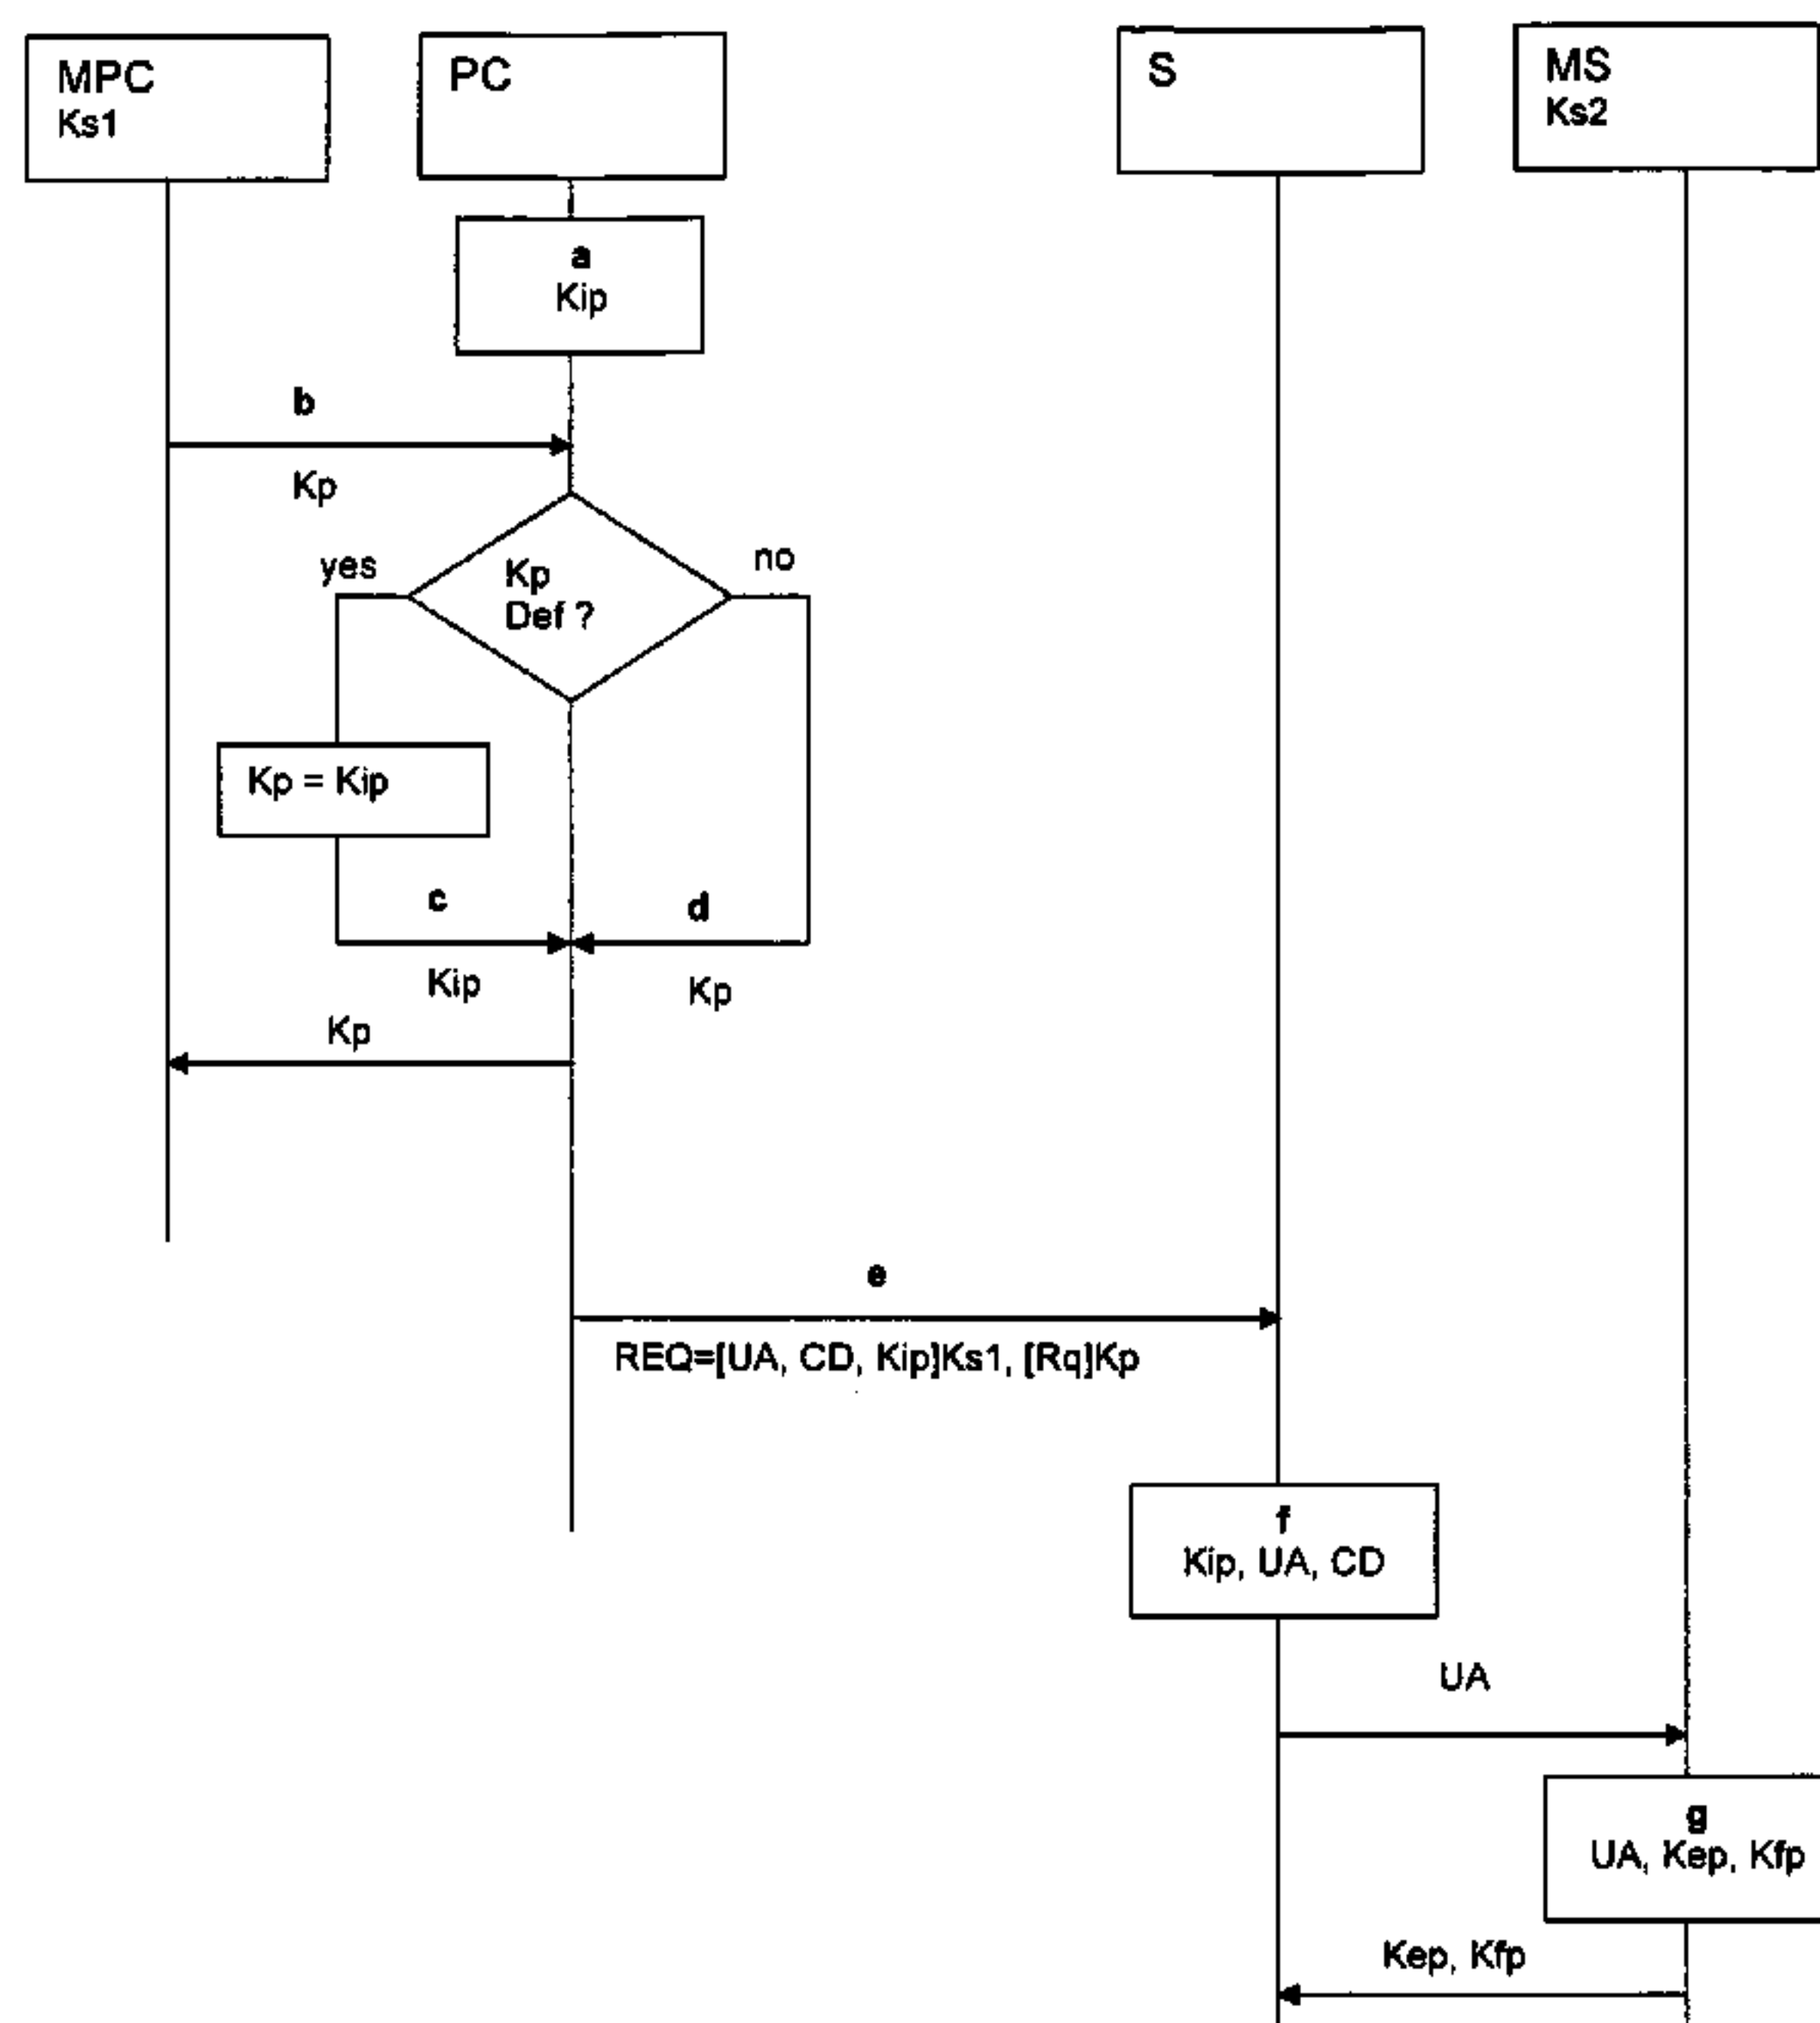 MPC
Ks1
PC
S
MS
Ks2
a
Kip
b
Kp
yes
Kp
Def ?
no
Kp = Kip
c
d
Kip
Kp
Kp
e
REQ=[UA, CD, Kip]Ks1, [Rq]Kp
f
Kip, UA, CD
UA
g
UA, Kep, Kfp
Kep, Kfp